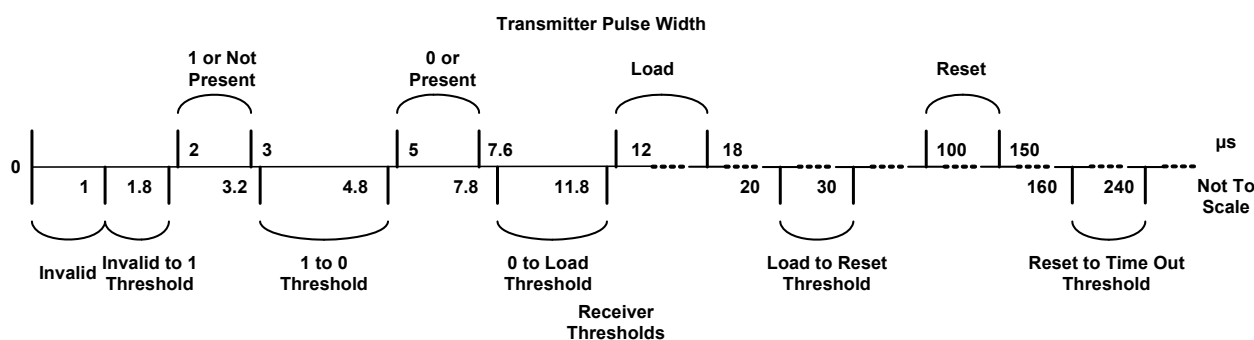 Transmitter Pulse Width
1 or Not
Present
0 or
Present
Load
Reset
2
3
5
7.6
12
18
100
150
µs
0
1
1.8
3.2
4.8
7.8
11.8
20
30
160
240
Not To
Scale
Invalid
Invalid to 1
Threshold
1 to 0
Threshold
0 to Load
Threshold
Load to Reset
Threshold
Reset to Time Out
Threshold
Receiver
Thresholds